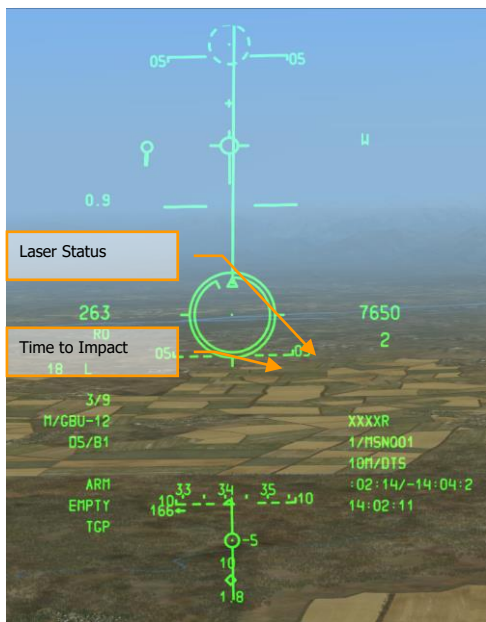 05 05
W
0.9
Laser Status
263 7650
2
Time to Impact
05 05
18 L
3/9
M/GBU-12 XXXXR
D5/B1 1/MSN001
10M/DTS
ARM :02:14/-14:04:2
33 34 35
10 10
EMPTY 14:02:11
166
TGP
-5
10
1.8